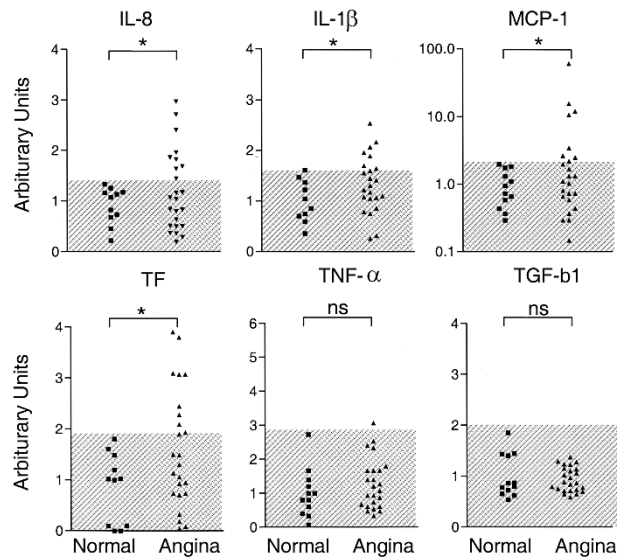 IL-8 IL-1β MCP-1
* * *
4 4 100.0
3 3 10.0
2 2 1.0
1 1 0.1
0 0
Arbiturary Units
TF TNF-α TGF-b1
* ns ns
4 6 4
3 5 3
2 4 2
1 3 1
0 2 0
1
0
Arbiturary Units
Normal Angina Normal Angina Normal Angina